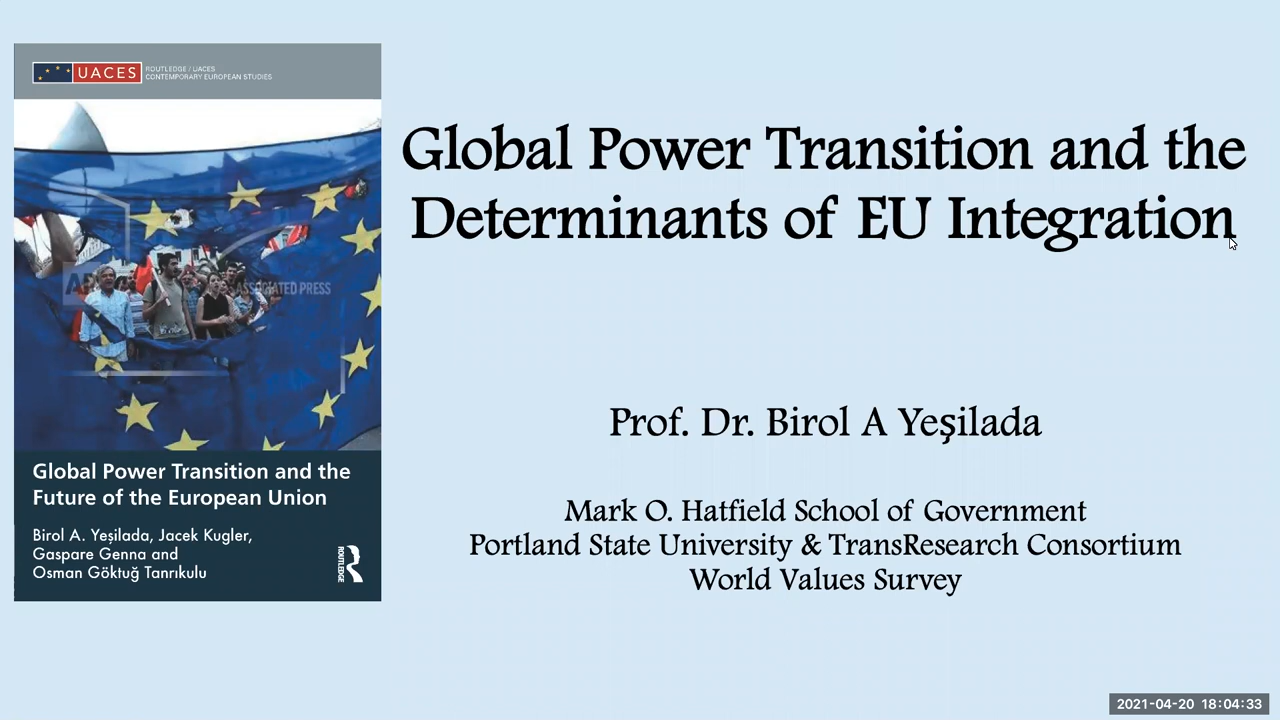 UACES
ROUTLEDGE / UACES
CONTEMPORARY EUROPEAN STUDIES
AP
ASSOCIATED PRESS
Global Power Transition and the
Future of the European Union
Birol A. Yeşilada, Jacek Kugler,
Gaspare Genna and
Osman Göktuğ Tanrıkulu
ROUTLEDGE
Global Power Transition and the
Determinants of EU Integration
Prof. Dr. Birol A Yeşilada
Mark O. Hatfield School of Government
Portland State University & TransResearch Consortium
World Values Survey
2021-04-20 18:04:33